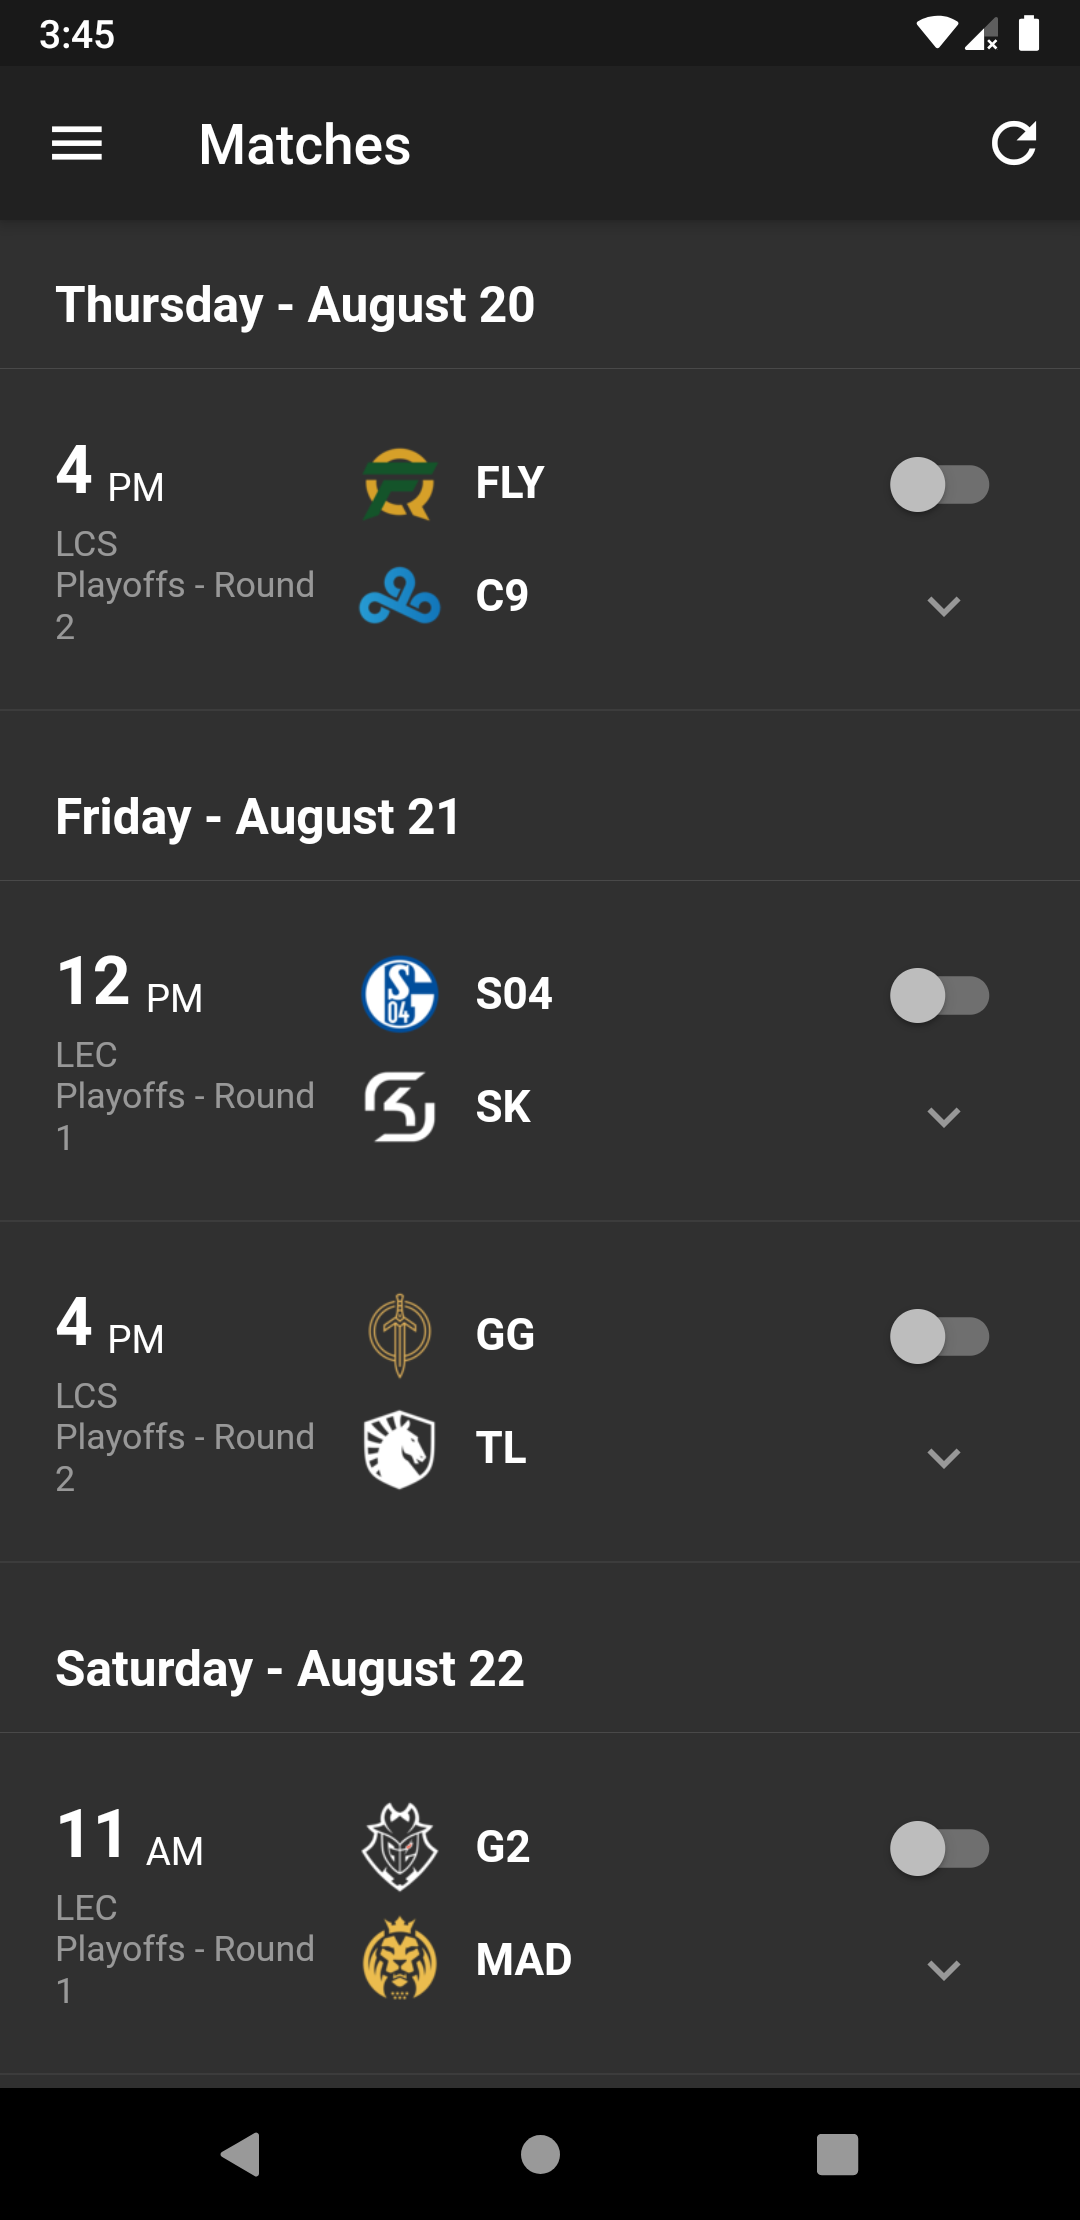 3:45
Matches
Thursday - August 20
4 PM
FLY
LCS
Playoffs - Round
2
C9
Friday - August 21
12 PM
S04
LEC
Playoffs - Round
1
SK
4 PM
GG
LCS
Playoffs - Round
2
TL
Saturday - August 22
11 AM
G2
LEC
Playoffs - Round
1
MAD